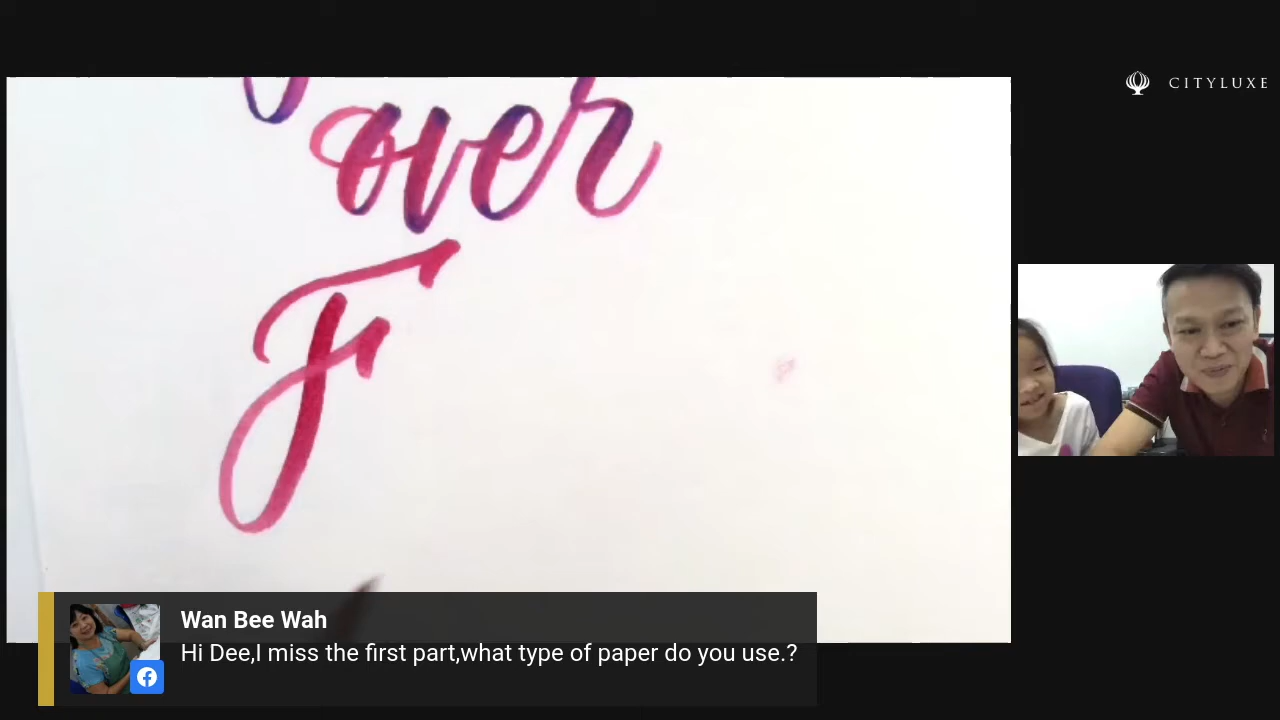 over
F
CITYLUXE
Wan Bee Wah
Hi Dee,I miss the first part,what type of paper do you use.?